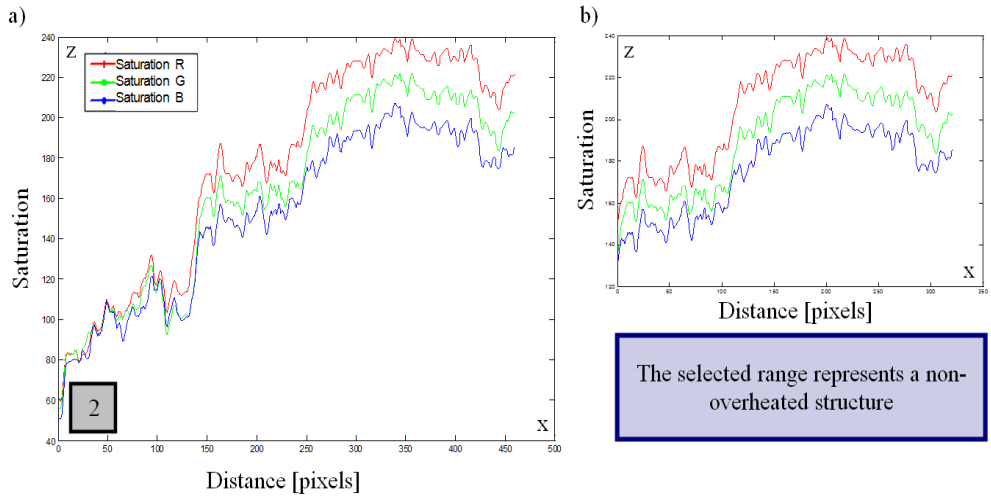 a)
Z
Saturation R
Saturation G
Saturation B
240
220
200
180
160
140
120
100
80
60
40
Saturation
2
X
0
50
100
150
200
250
300
350
400
450
500
Distance [pixels]
b)
Z
240
220
200
180
160
140
120
Saturation
X
0
50
100
150
200
250
300
350
Distance [pixels]
The selected range represents a non-
overheated structure